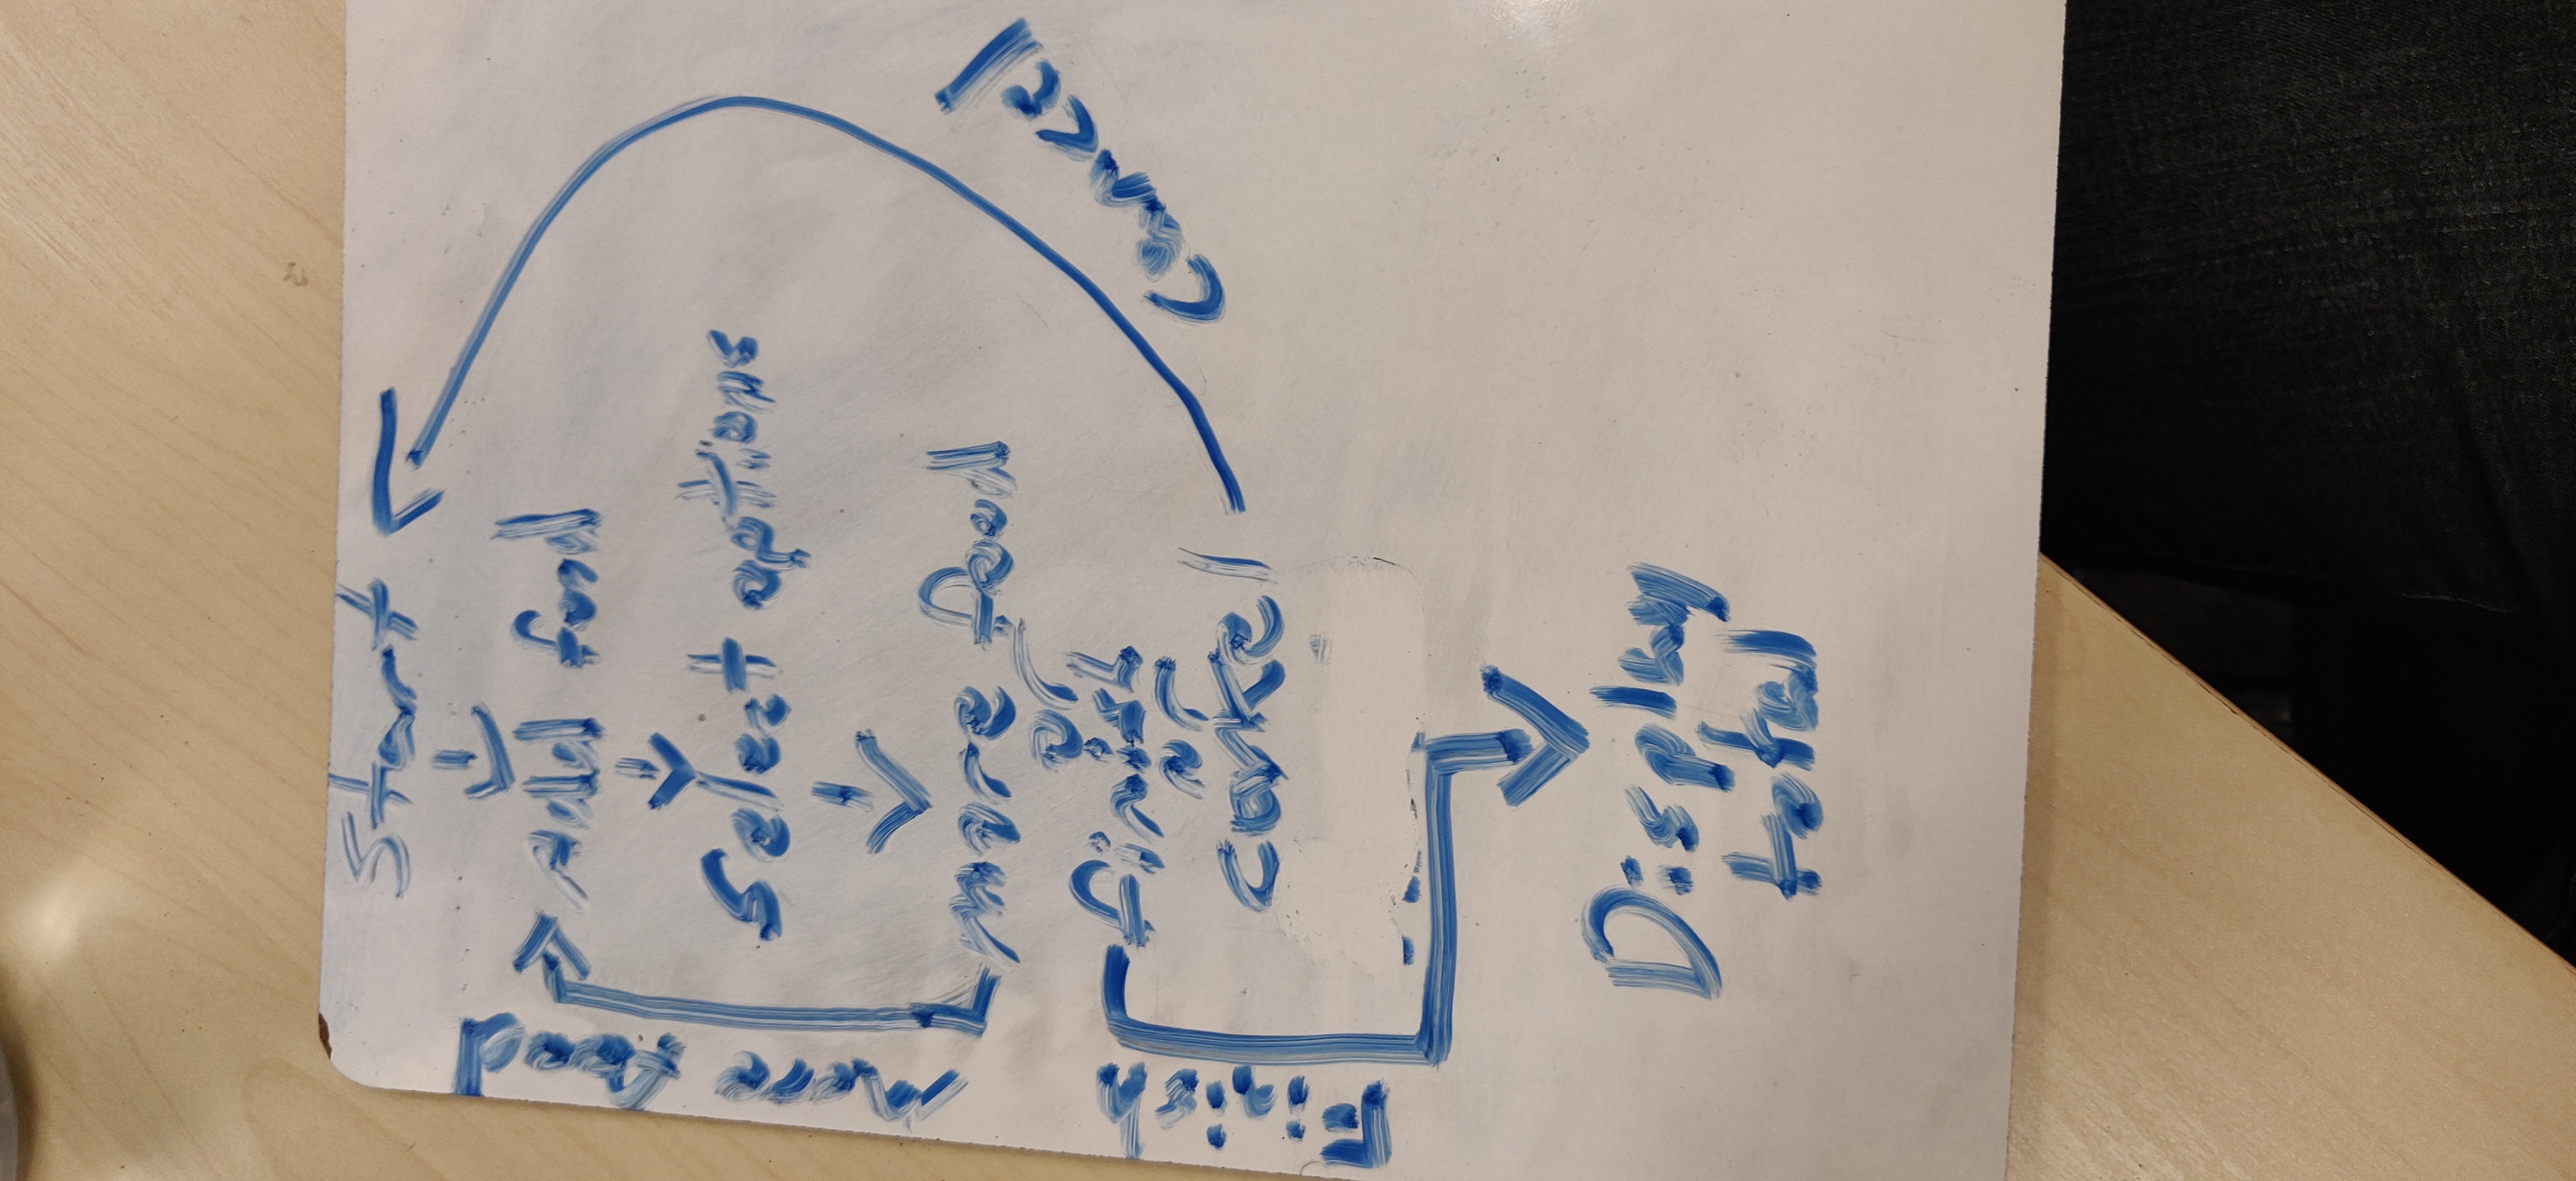 Start
Add food
Select options
more food
or
finish
or
cancel
Display
total
more food
Finish
Cancel